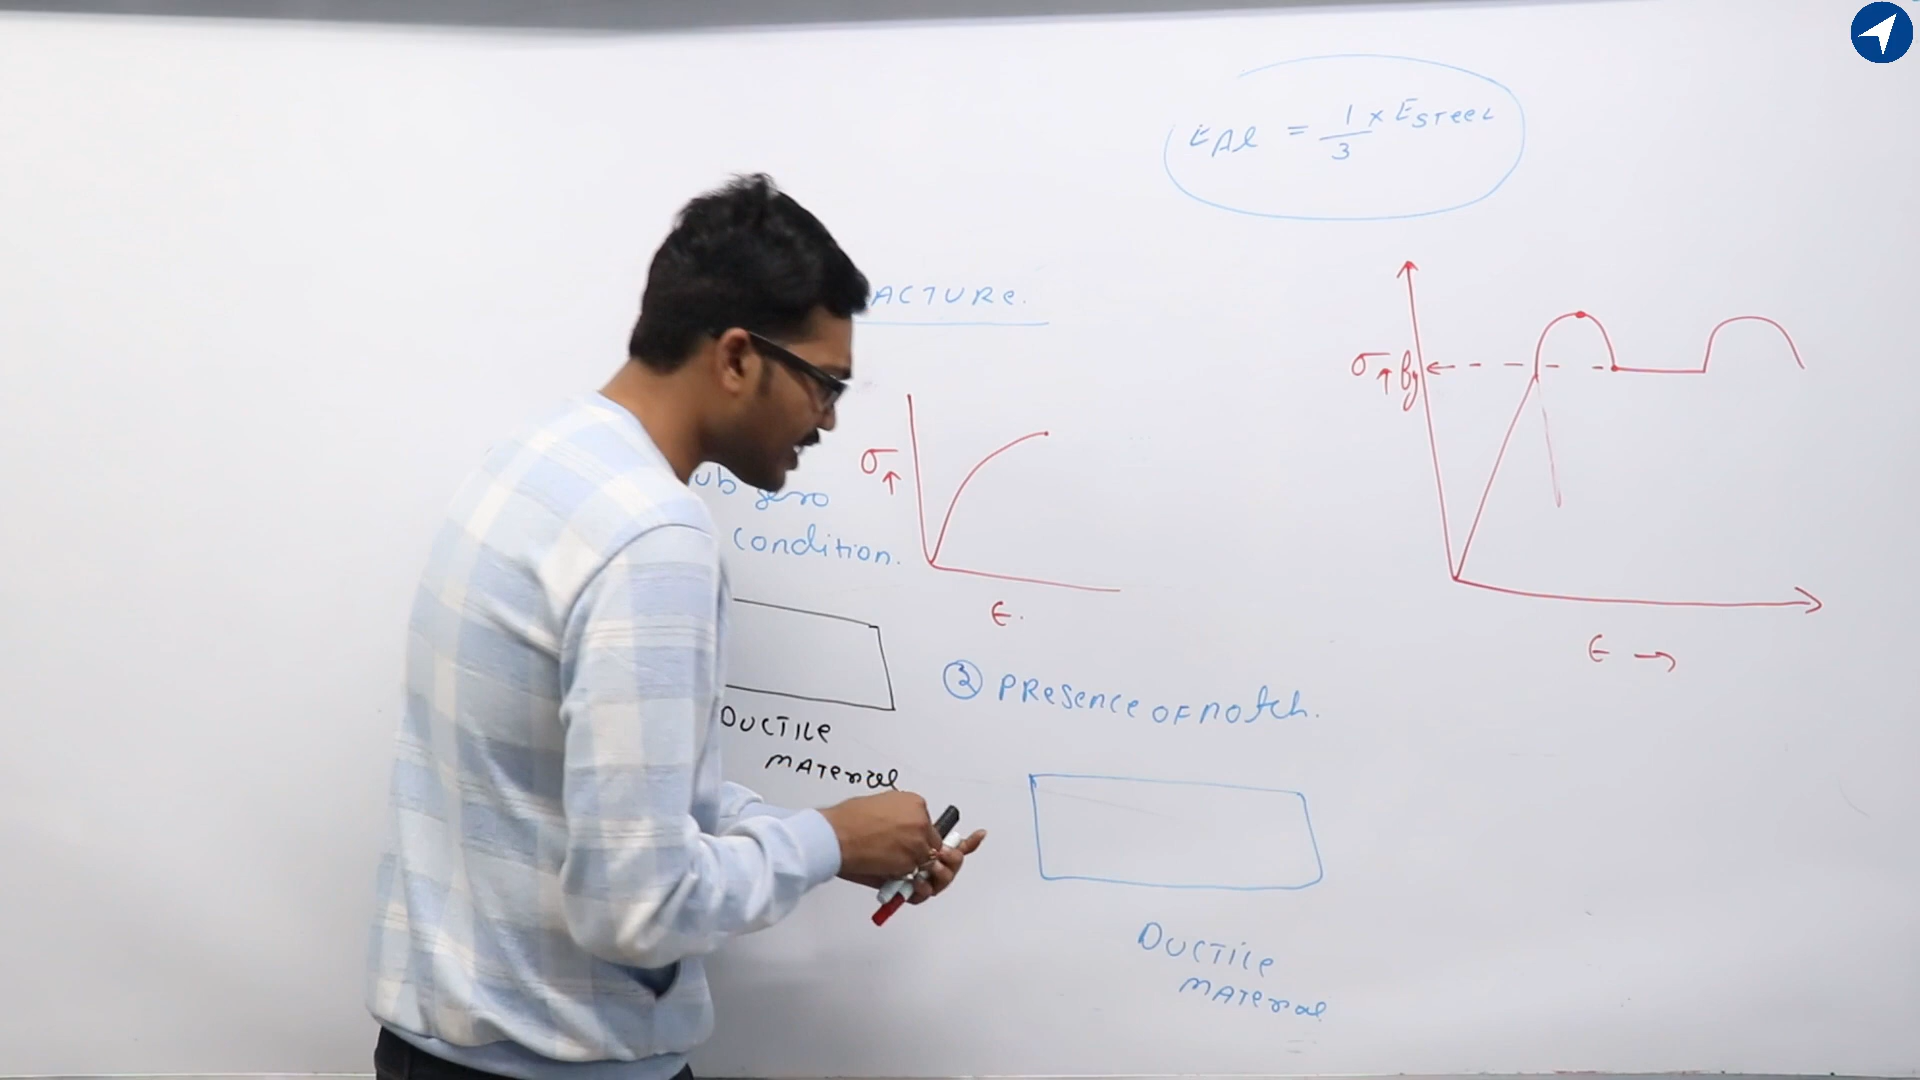 EAl = 1/3 × ESTeeL
ACTURe.
σ↑ fy
σ↑
ub zero
condition.
ϵ.
ϵ →
③ PReSence OF notch.
DUCTILe
MATerial
DUCTILe
MATerial